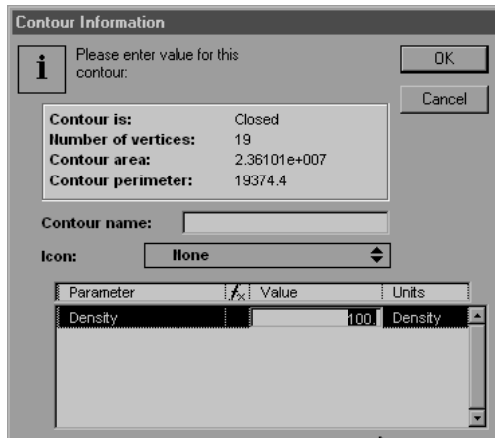 Contour Information
i Please enter value for this
contour:
OK
Cancel
Contour is: Closed
Number of vertices: 19
Contour area: 2.36101e+007
Contour perimeter: 19374.4
Contour name:
Icon: None
Parameter fx Value Units
Density 100. Density